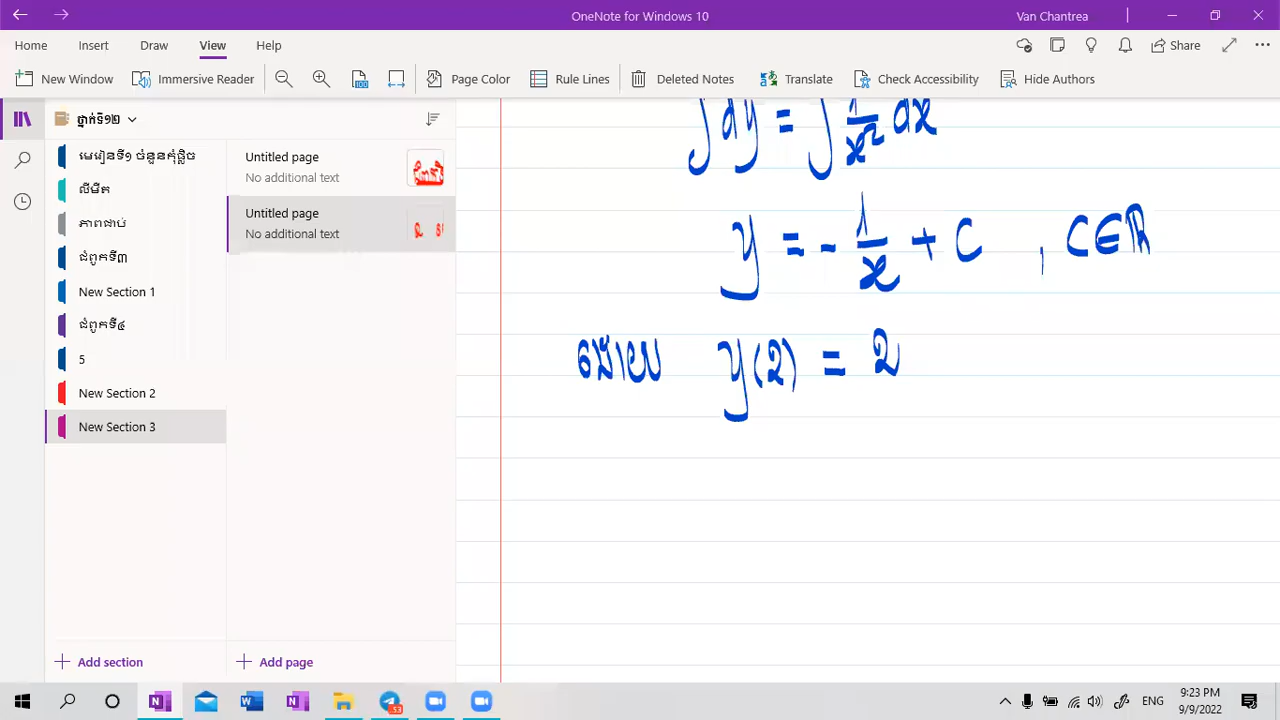 OneNote for Windows 10
Van Chantrea
Home Insert Draw View Help
Share
New Window Immersive Reader Page Color Rule Lines Deleted Notes Translate Check Accessibility Hide Authors
ថ្នាក់ទី១២
មេរៀនទី១ ចំនួនកុំផ្លិច
លីមីត
ភាពជាប់
ជំពូកទី៣
New Section 1
ជំពូកទី៤
5
New Section 2
New Section 3
Untitled page
No additional text
Untitled page
No additional text
∫dy = ∫ 1/x² dx
y = - 1/x + C , C∈ℝ
ដោយ y(2) = 2
Add section
Add page
53
ENG
9:23 PM
9/9/2022